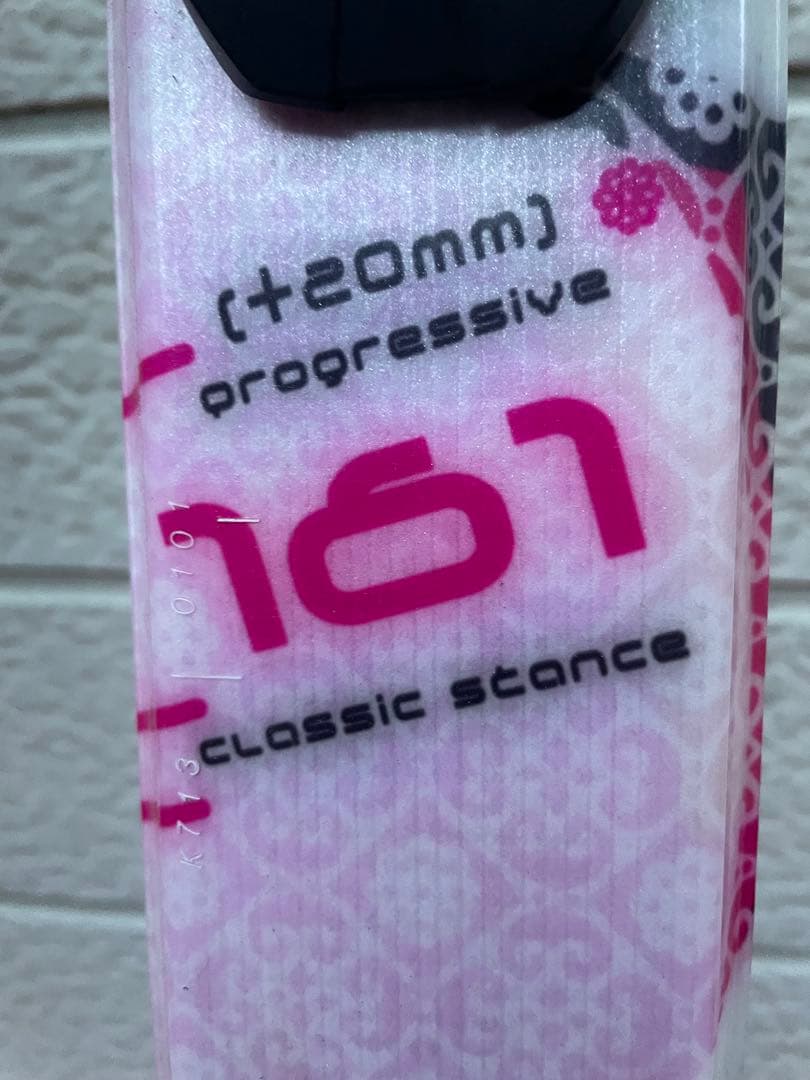 (+20mm)
progressive
161
classic stance
K713 0101